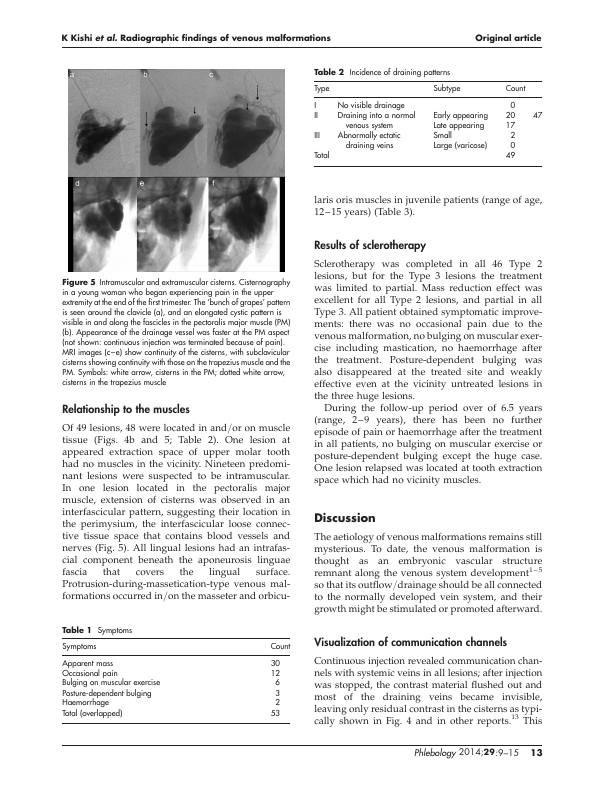 K Kishi et al. Radiographic findings of venous malformations
Original article
a b c
d e f
Figure 5 Intramuscular and extramuscular cisterns. Cisternography
in a young woman who began experiencing pain in the upper
extremity at the end of the first trimester. The 'bunch of grapes' pattern
is seen around the clavicle (a), and an elongated cystic pattern is
visible in and along the fascicles in the pectoralis major muscle (PM)
(b). Appearance of the drainage vessel was faster at the PM aspect
(not shown: continuous injection was terminated because of pain).
MRI images (c–e) show continuity of the cisterns, with subclavicular
cisterns showing continuity with those on the trapezius muscle and the
PM. Symbols: white arrow, cisterns in the PM; dotted white arrow,
cisterns in the trapezius muscle
Relationship to the muscles
Of 49 lesions, 48 were located in and/or on muscle
tissue (Figs. 4b and 5; Table 2). One lesion at
appeared extraction space of upper molar tooth
had no muscles in the vicinity. Nineteen predomi-
nant lesions were suspected to be intramuscular.
In one lesion located in the pectoralis major
muscle, extension of cisterns was observed in an
interfascicular pattern, suggesting their location in
the perimysium, the interfascicular loose connec-
tive tissue space that contains blood vessels and
nerves (Fig. 5). All lingual lesions had an intrafas-
cial component beneath the aponeurosis linguae
fascia that covers the lingual surface.
Protrusion-during-massetication-type venous mal-
formations occurred in/on the masseter and orbicu-
Table 1 Symptoms
Symptoms Count
Apparent mass 30
Occasional pain 12
Bulging on muscular exercise 6
Posture-dependent bulging 3
Haemorrhage 2
Total (overlapped) 53
Table 2 Incidence of draining patterns
Type Subtype Count
I No visible drainage 0
II Draining into a normal Early appearing 20 47
venous system Late appearing 17
III Abnormally ectatic Small 2
draining veins Large (varicose) 0
Total 49
laris oris muscles in juvenile patients (range of age,
12–15 years) (Table 3).
Results of sclerotherapy
Sclerotherapy was completed in all 46 Type 2
lesions, but for the Type 3 lesions the treatment
was limited to partial. Mass reduction effect was
excellent for all Type 2 lesions, and partial in all
Type 3. All patient obtained symptomatic improve-
ments: there was no occasional pain due to the
venous malformation, no bulging on muscular exer-
cise including mastication, no haemorrhage after
the treatment. Posture-dependent bulging was
also disappeared at the treated site and weakly
effective even at the vicinity untreated lesions in
the three huge lesions.
During the follow-up period over of 6.5 years
(range, 2–9 years), there has been no further
episode of pain or haemorrhage after the treatment
in all patients, no bulging on muscular exercise or
posture-dependent bulging except the huge case.
One lesion relapsed was located at tooth extraction
space which had no vicinity muscles.
Discussion
The aetiology of venous malformations remains still
mysterious. To date, the venous malformation is
thought as an embryonic vascular structure
remnant along the venous system development1–5
so that its outflow/drainage should be all connected
to the normally developed vein system, and their
growth might be stimulated or promoted afterward.
Visualization of communication channels
Continuous injection revealed communication chan-
nels with systemic veins in all lesions; after injection
was stopped, the contrast material flushed out and
most of the draining veins became invisible,
leaving only residual contrast in the cisterns as typi-
cally shown in Fig. 4 and in other reports.13 This
Phlebology 2014;29:9–15 13